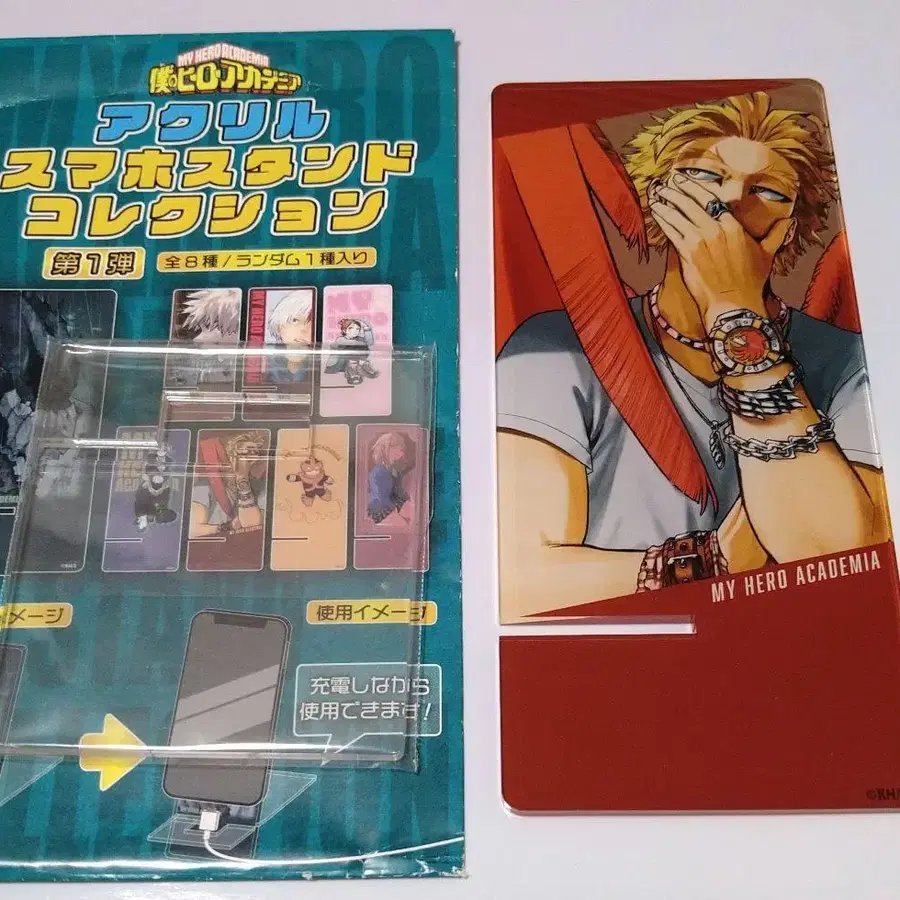 MY HERO ACADEMIA
僕のヒーローアカデミア
アクリル
スマホスタンド
コレクション
第1弾
全8種/ランダム1種入り
メージ
使用イメージ
充電しながら
使用できます!
MY HERO ACADEMIA